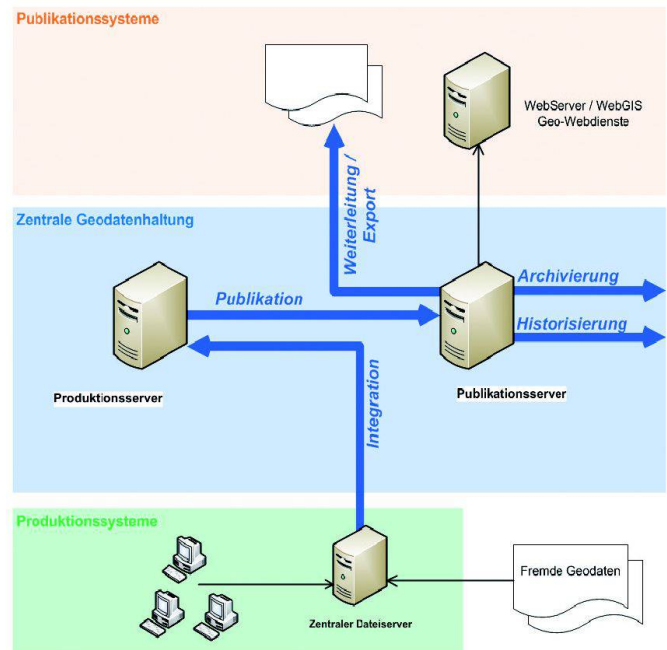 Publikationssysteme
WebServer / WebGIS
Geo-Webdienste
Weiterleitung /
Export
Zentrale Geodatenhaltung
Publikation
Archivierung
Historisierung
Produktionsserver
Integration
Publikationsserver
Produktionssysteme
Fremde Geodaten
Zentraler Dateiserver